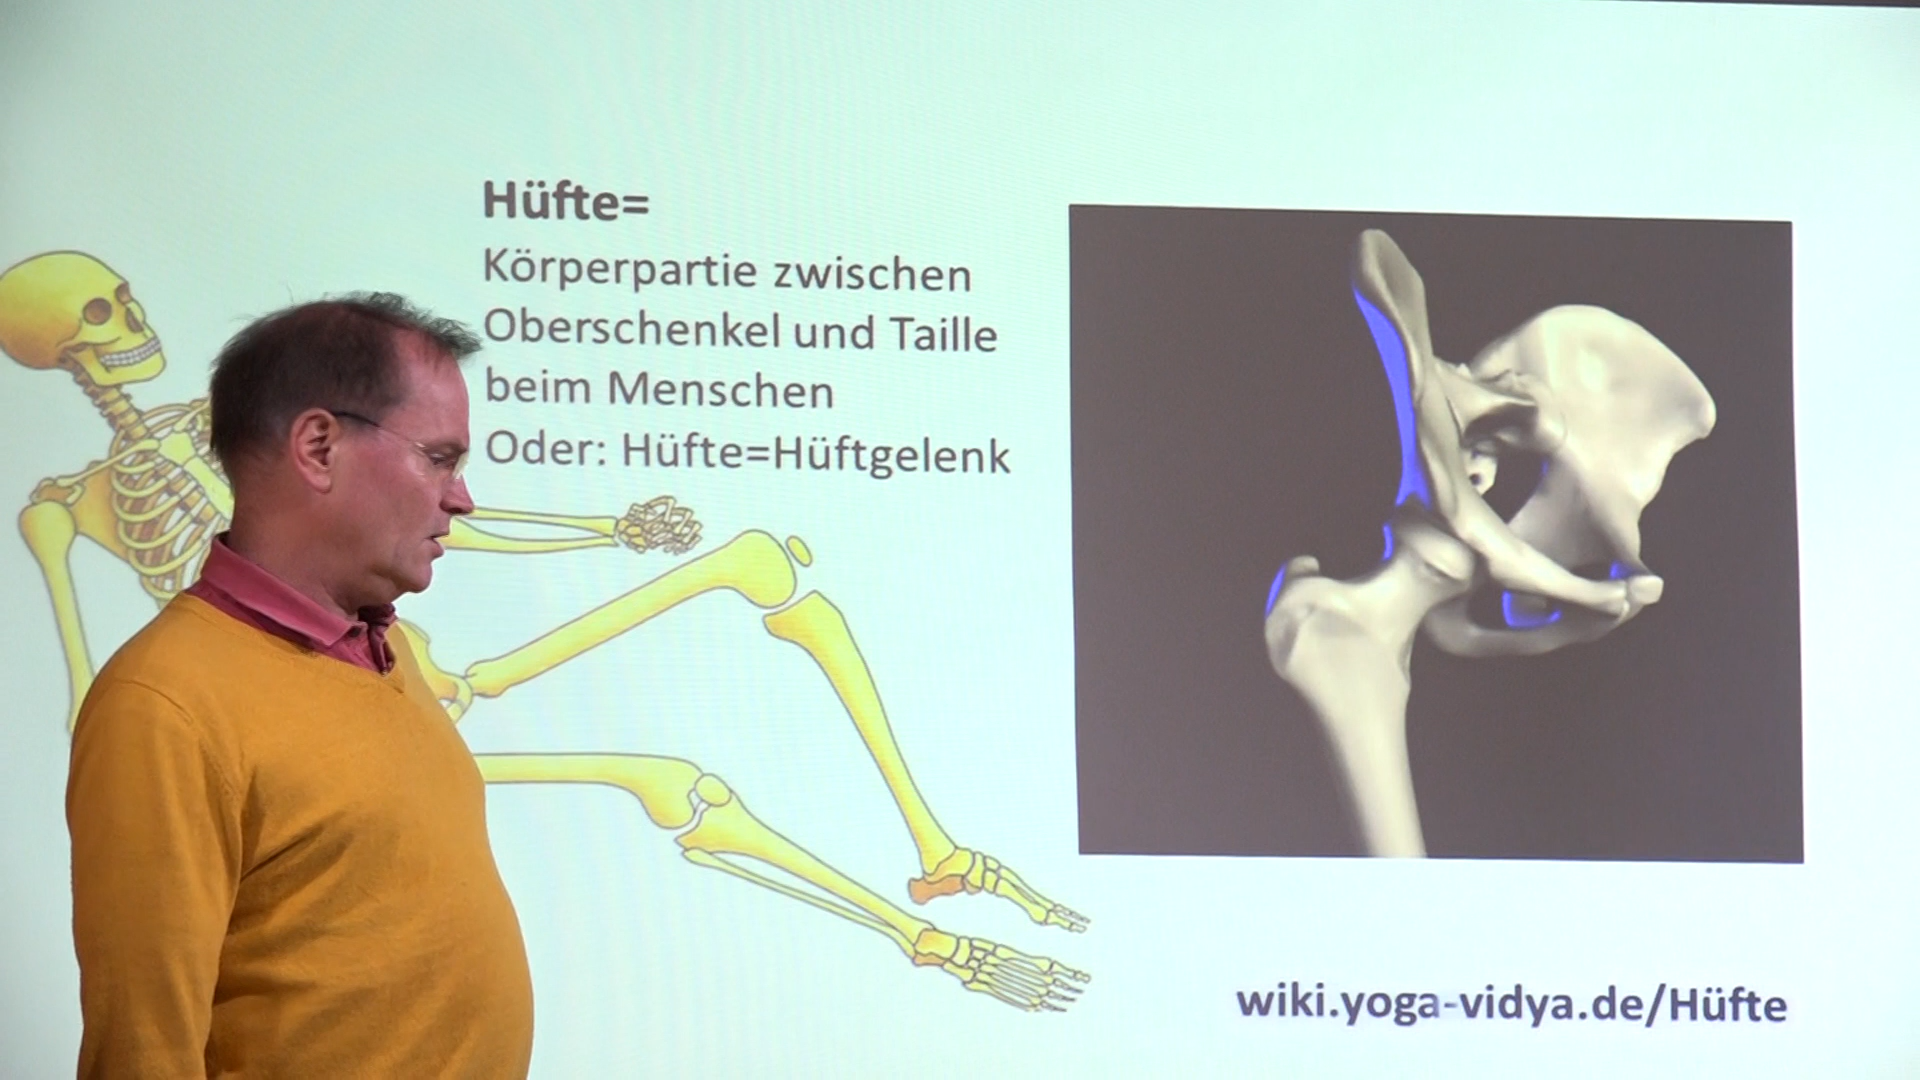 Hüfte=
Körperpartie zwischen
Oberschenkel und Taille
beim Menschen
Oder: Hüfte=Hüftgelenk
wiki.yoga-vidya.de/Hüfte